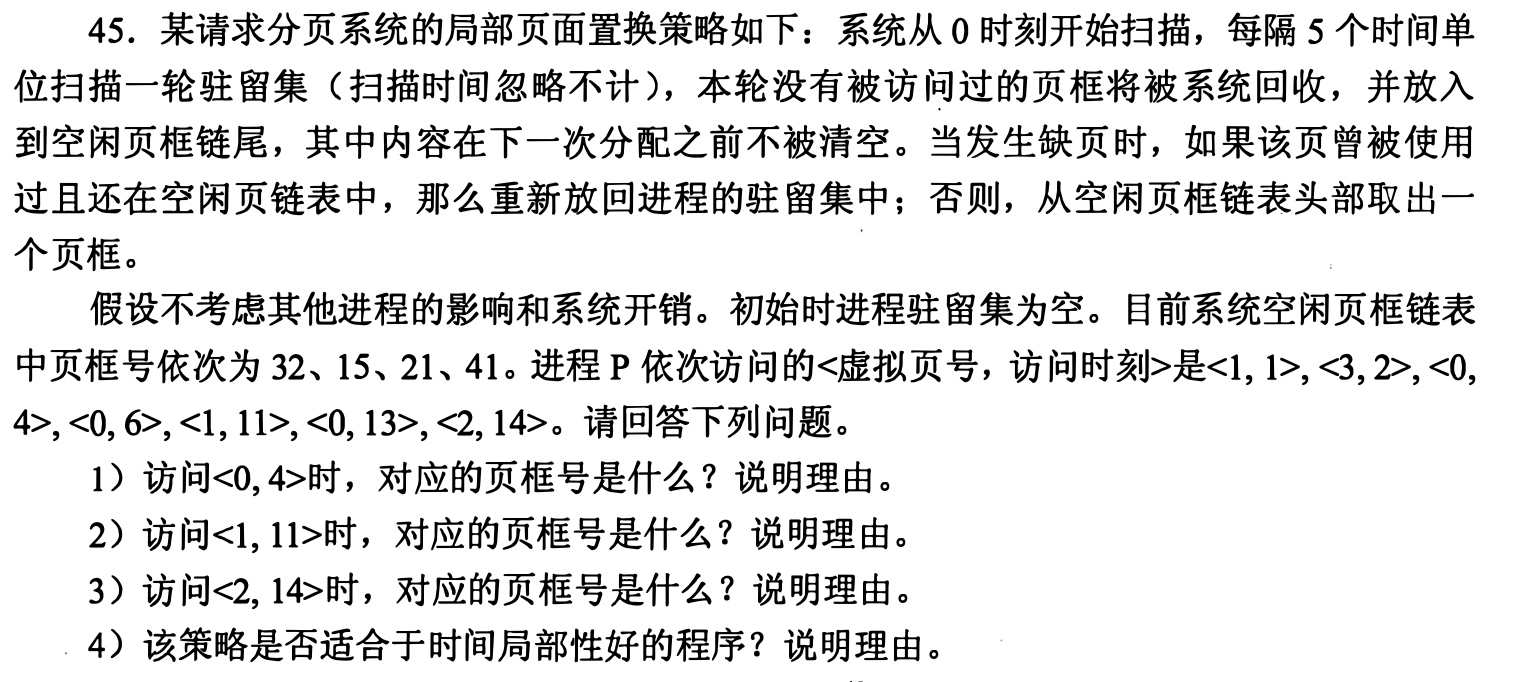 45．某请求分页系统的局部页面置换策略如下：系统从 0 时刻开始扫描，每隔 5 个时间单
位扫描一轮驻留集（扫描时间忽略不计），本轮没有被访问过的页框将被系统回收，并放入
到空闲页框链尾，其中内容在下一次分配之前不被清空。当发生缺页时，如果该页曾被使用
过且还在空闲页链表中，那么重新放回进程的驻留集中；否则，从空闲页框链表头部取出一
个页框。
假设不考虑其他进程的影响和系统开销。初始时进程驻留集为空。目前系统空闲页框链表
中页框号依次为 32、15、21、41。进程 P 依次访问的<虚拟页号，访问时刻>是<1, 1>, <3, 2>, <0,
4>, <0, 6>, <1, 11>, <0, 13>, <2, 14>。请回答下列问题。
1）访问<0, 4>时，对应的页框号是什么？说明理由。
2）访问<1, 11>时，对应的页框号是什么？说明理由。
3）访问<2, 14>时，对应的页框号是什么？说明理由。
4）该策略是否适合于时间局部性好的程序？说明理由。